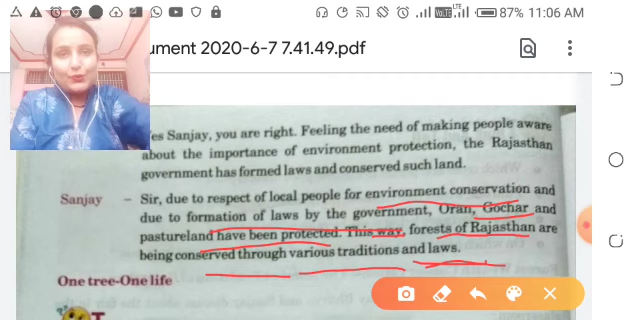 87% 11:06 AM
VOLTE LTE
ument 2020-6-7 7.41.49.pdf
es Sanjay, you are right. Feeling the need of making people aware
about the importance of environment protection, the Rajasthan
government has formed laws and conserved such land.
Sanjay – Sir, due to respect of local people for environment conservation and
due to formation of laws by the government, Oran, Gochar and
pastureland have been protected. This way, forests of Rajasthan are
being conserved through various traditions and laws.
One tree-One life